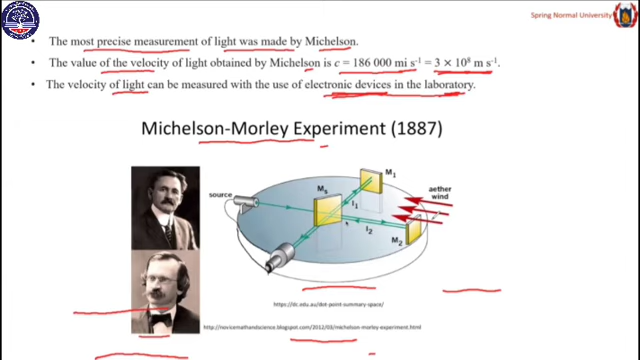 Spring Normal University
• The most precise measurement of light was made by Michelson.
• The value of the velocity of light obtained by Michelson is c = 186 000 mi s⁻¹ = 3 × 10⁸ m s⁻¹.
• The velocity of light can be measured with the use of electronic devices in the laboratory.
Michelson-Morley Experiment (1887)
source
Ms
M1
aether
wind
l1
l2
M2
https://dc.edu.au/dot-point-summary-space/
http://novicemathandscience.blogspot.com/2012/03/michelson-morley-experiment.html